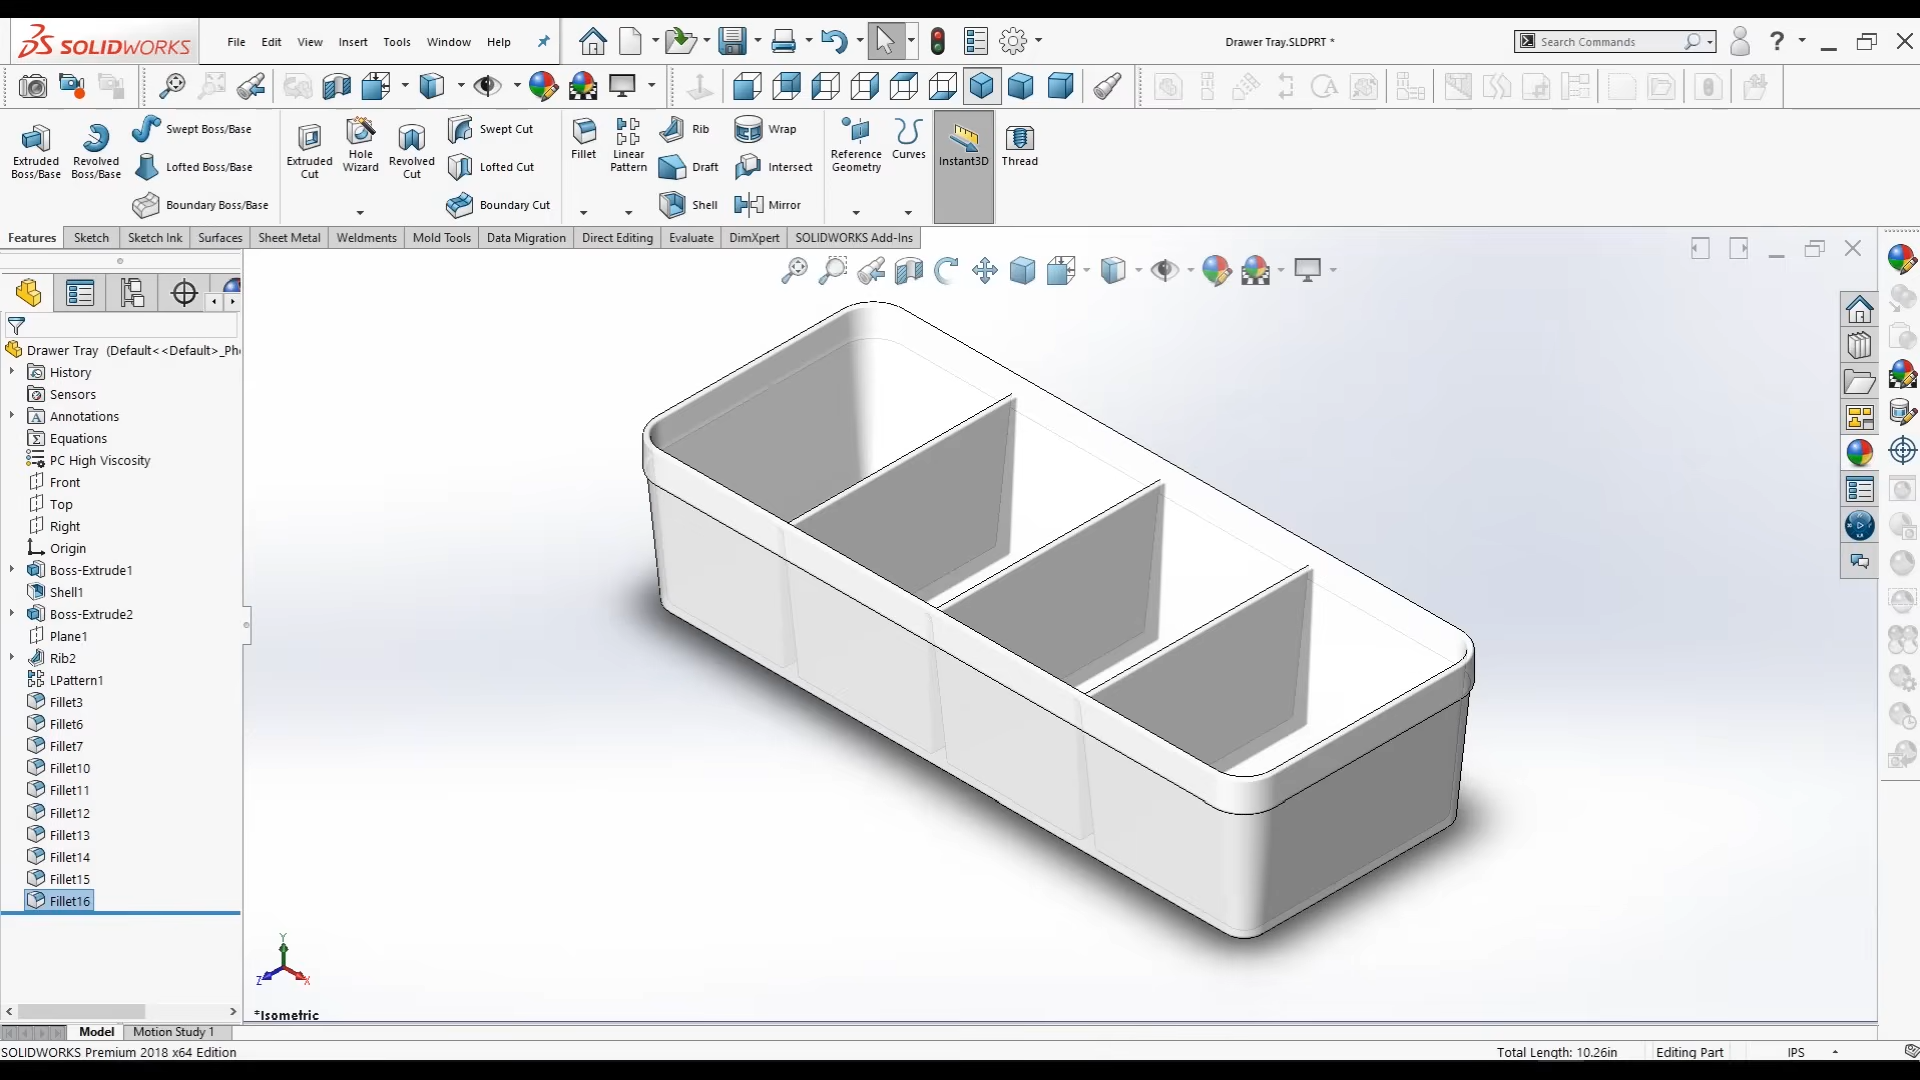 SOLIDWORKS
File Edit View Insert Tools Window Help
Drawer Tray.SLDPRT *
Search Commands
Extruded Boss/Base
Revolved Boss/Base
Swept Boss/Base
Lofted Boss/Base
Boundary Boss/Base
Extruded Cut
Hole Wizard
Revolved Cut
Swept Cut
Lofted Cut
Boundary Cut
Fillet
Linear Pattern
Rib
Draft
Shell
Wrap
Intersect
Mirror
Reference Geometry
Curves
Instant3D
Thread
Features Sketch Sketch Ink Surfaces Sheet Metal Weldments Mold Tools Data Migration Direct Editing Evaluate DimXpert SOLIDWORKS Add-Ins
Drawer Tray (Default<<Default>_Ph
History
Sensors
Annotations
Equations
PC High Viscosity
Front
Top
Right
Origin
Boss-Extrude1
Shell1
Boss-Extrude2
Plane1
Rib2
LPattern1
Fillet3
Fillet6
Fillet7
Fillet10
Fillet11
Fillet12
Fillet13
Fillet14
Fillet15
Fillet16
Y
Z X
*Isometric
Model Motion Study 1
SOLIDWORKS Premium 2018 x64 Edition
Total Length: 10.26in Editing Part IPS